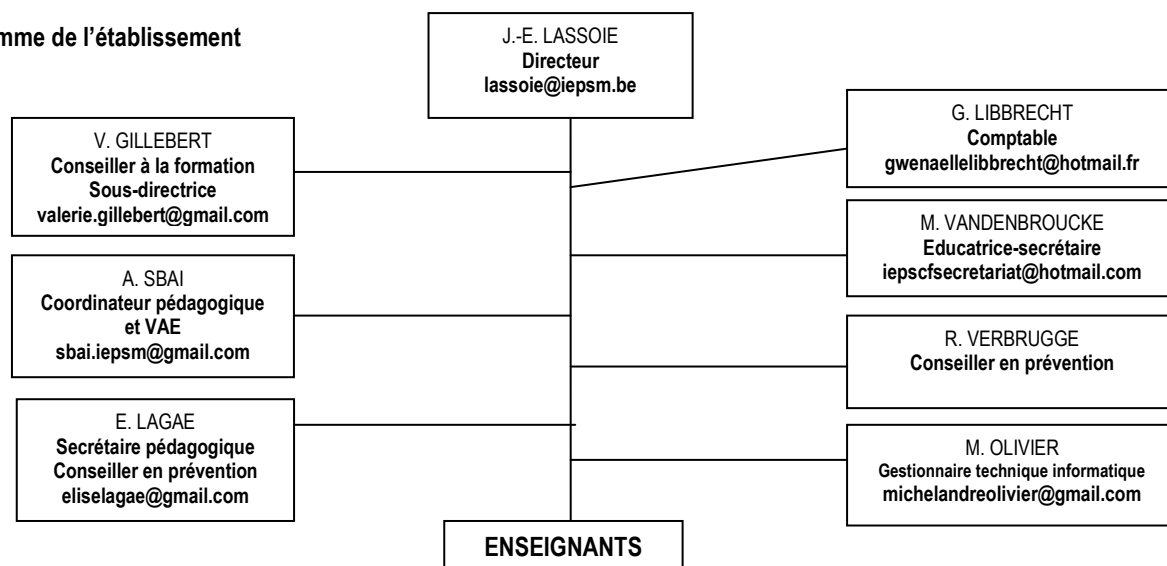 mme de l’établissement
J.-E. LASSOIE
Directeur
lassoie@iepsm.be
V. GILLEBERT
Conseiller à la formation
Sous-directrice
valerie.gillebert@gmail.com
G. LIBBRECHT
Comptable
gwenaellelibbrecht@hotmail.fr
M. VANDENBROUCKE
Educatrice-secrétaire
iepscfsecretariat@hotmail.com
A. SBAI
Coordinateur pédagogique
et VAE
sbai.iepsm@gmail.com
R. VERBRUGGE
Conseiller en prévention
E. LAGAE
Secrétaire pédagogique
Conseiller en prévention
eliselagae@gmail.com
M. OLIVIER
Gestionnaire technique informatique
michelandreolivier@gmail.com
ENSEIGNANTS